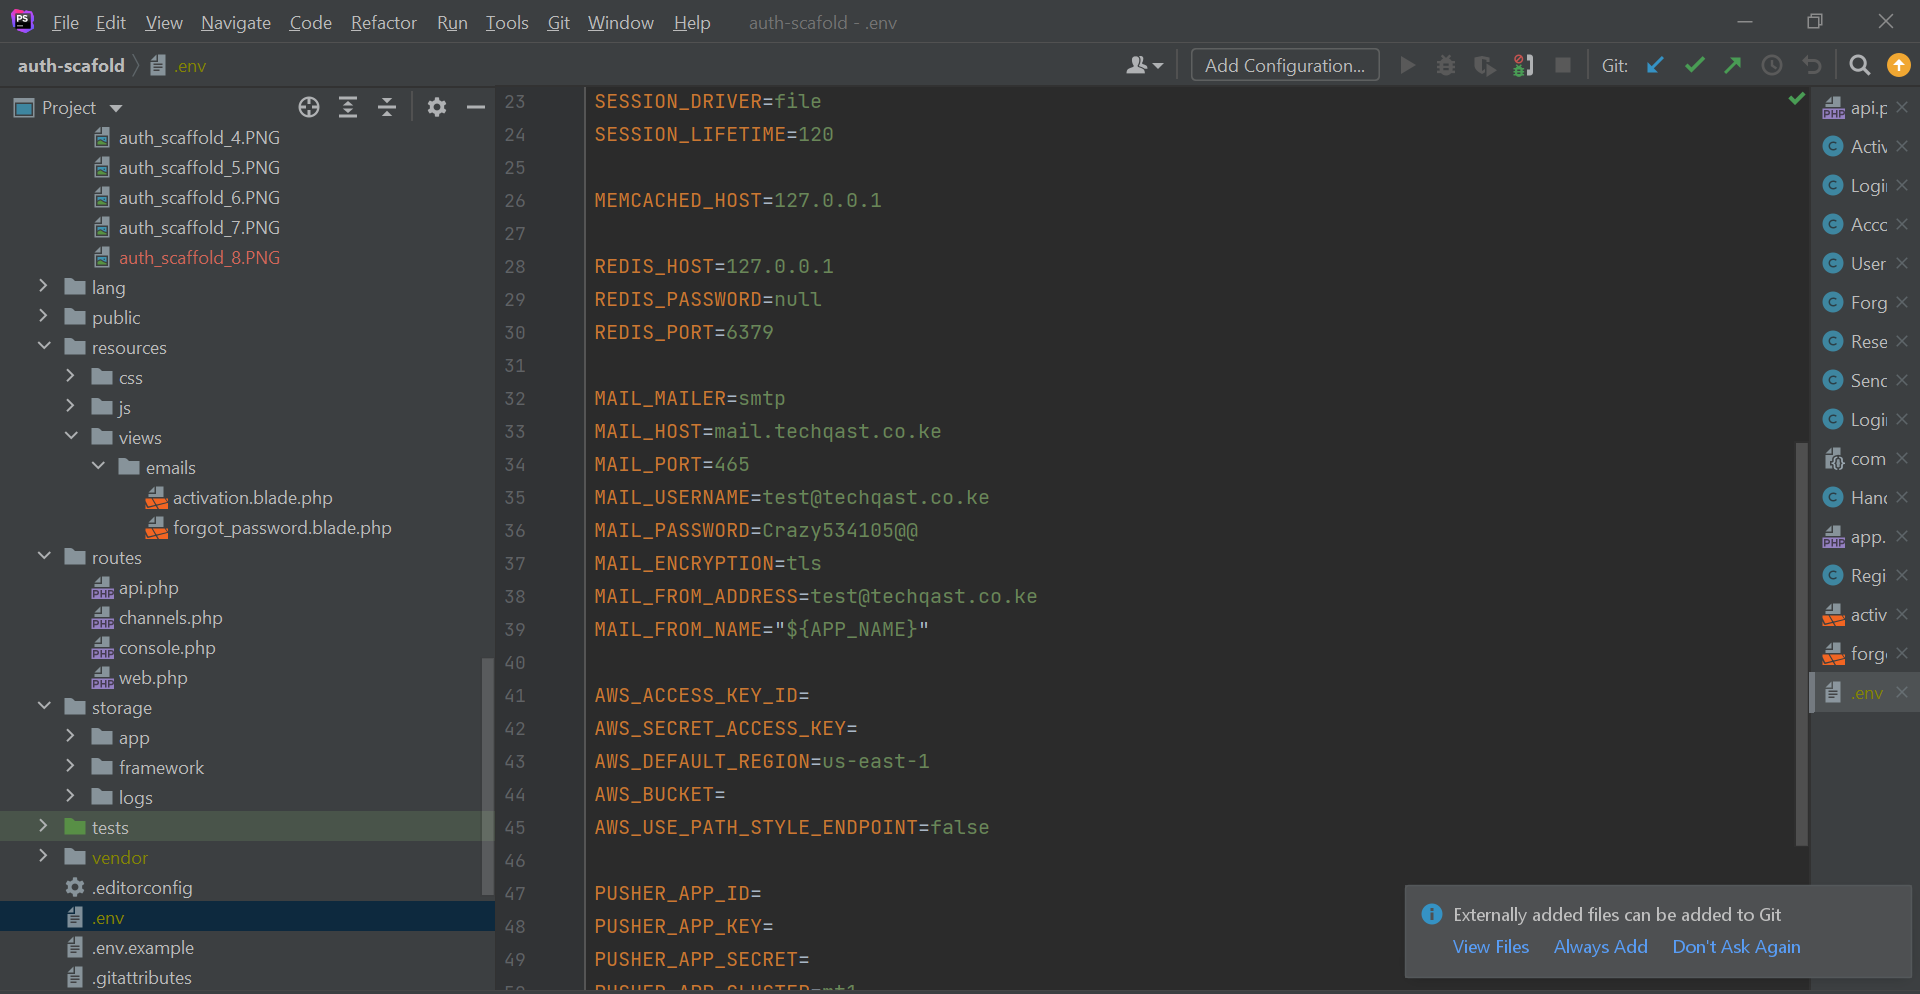 File Edit View Navigate Code Refactor Run Tools Git Window Help auth-scafold - .env
auth-scafold .env Add Configuration... Git:
Project
auth_scaffold_4.PNG
auth_scaffold_5.PNG
auth_scaffold_6.PNG
auth_scaffold_7.PNG
auth_scaffold_8.PNG
lang
public
resources
css
js
views
emails
activation.blade.php
forgot_password.blade.php
routes
api.php
channels.php
console.php
web.php
storage
app
framework
logs
tests
vendor
.editorconfig
.env
.env.example
.gitattributes
23 SESSION_DRIVER=file
24 SESSION_LIFETIME=120
25
26 MEMCACHED_HOST=127.0.0.1
27
28 REDIS_HOST=127.0.0.1
29 REDIS_PASSWORD=null
30 REDIS_PORT=6379
31
32 MAIL_MAILER=smtp
33 MAIL_HOST=mail.techqast.co.ke
34 MAIL_PORT=465
35 MAIL_USERNAME=test@techqast.co.ke
36 MAIL_PASSWORD=Crazy534105@@
37 MAIL_ENCRYPTION=tls
38 MAIL_FROM_ADDRESS=test@techqast.co.ke
39 MAIL_FROM_NAME="${APP_NAME}"
40
41 AWS_ACCESS_KEY_ID=
42 AWS_SECRET_ACCESS_KEY=
43 AWS_DEFAULT_REGION=us-east-1
44 AWS_BUCKET=
45 AWS_USE_PATH_STYLE_ENDPOINT=false
46
47 PUSHER_APP_ID=
48 PUSHER_APP_KEY=
49 PUSHER_APP_SECRET=
api.p
Activ
Logi
Acco
User
Forg
Rese
Send
Logi
com
Hand
app.
Regi
activ
forg
.env
Externally added files can be added to Git
View Files Always Add Don't Ask Again